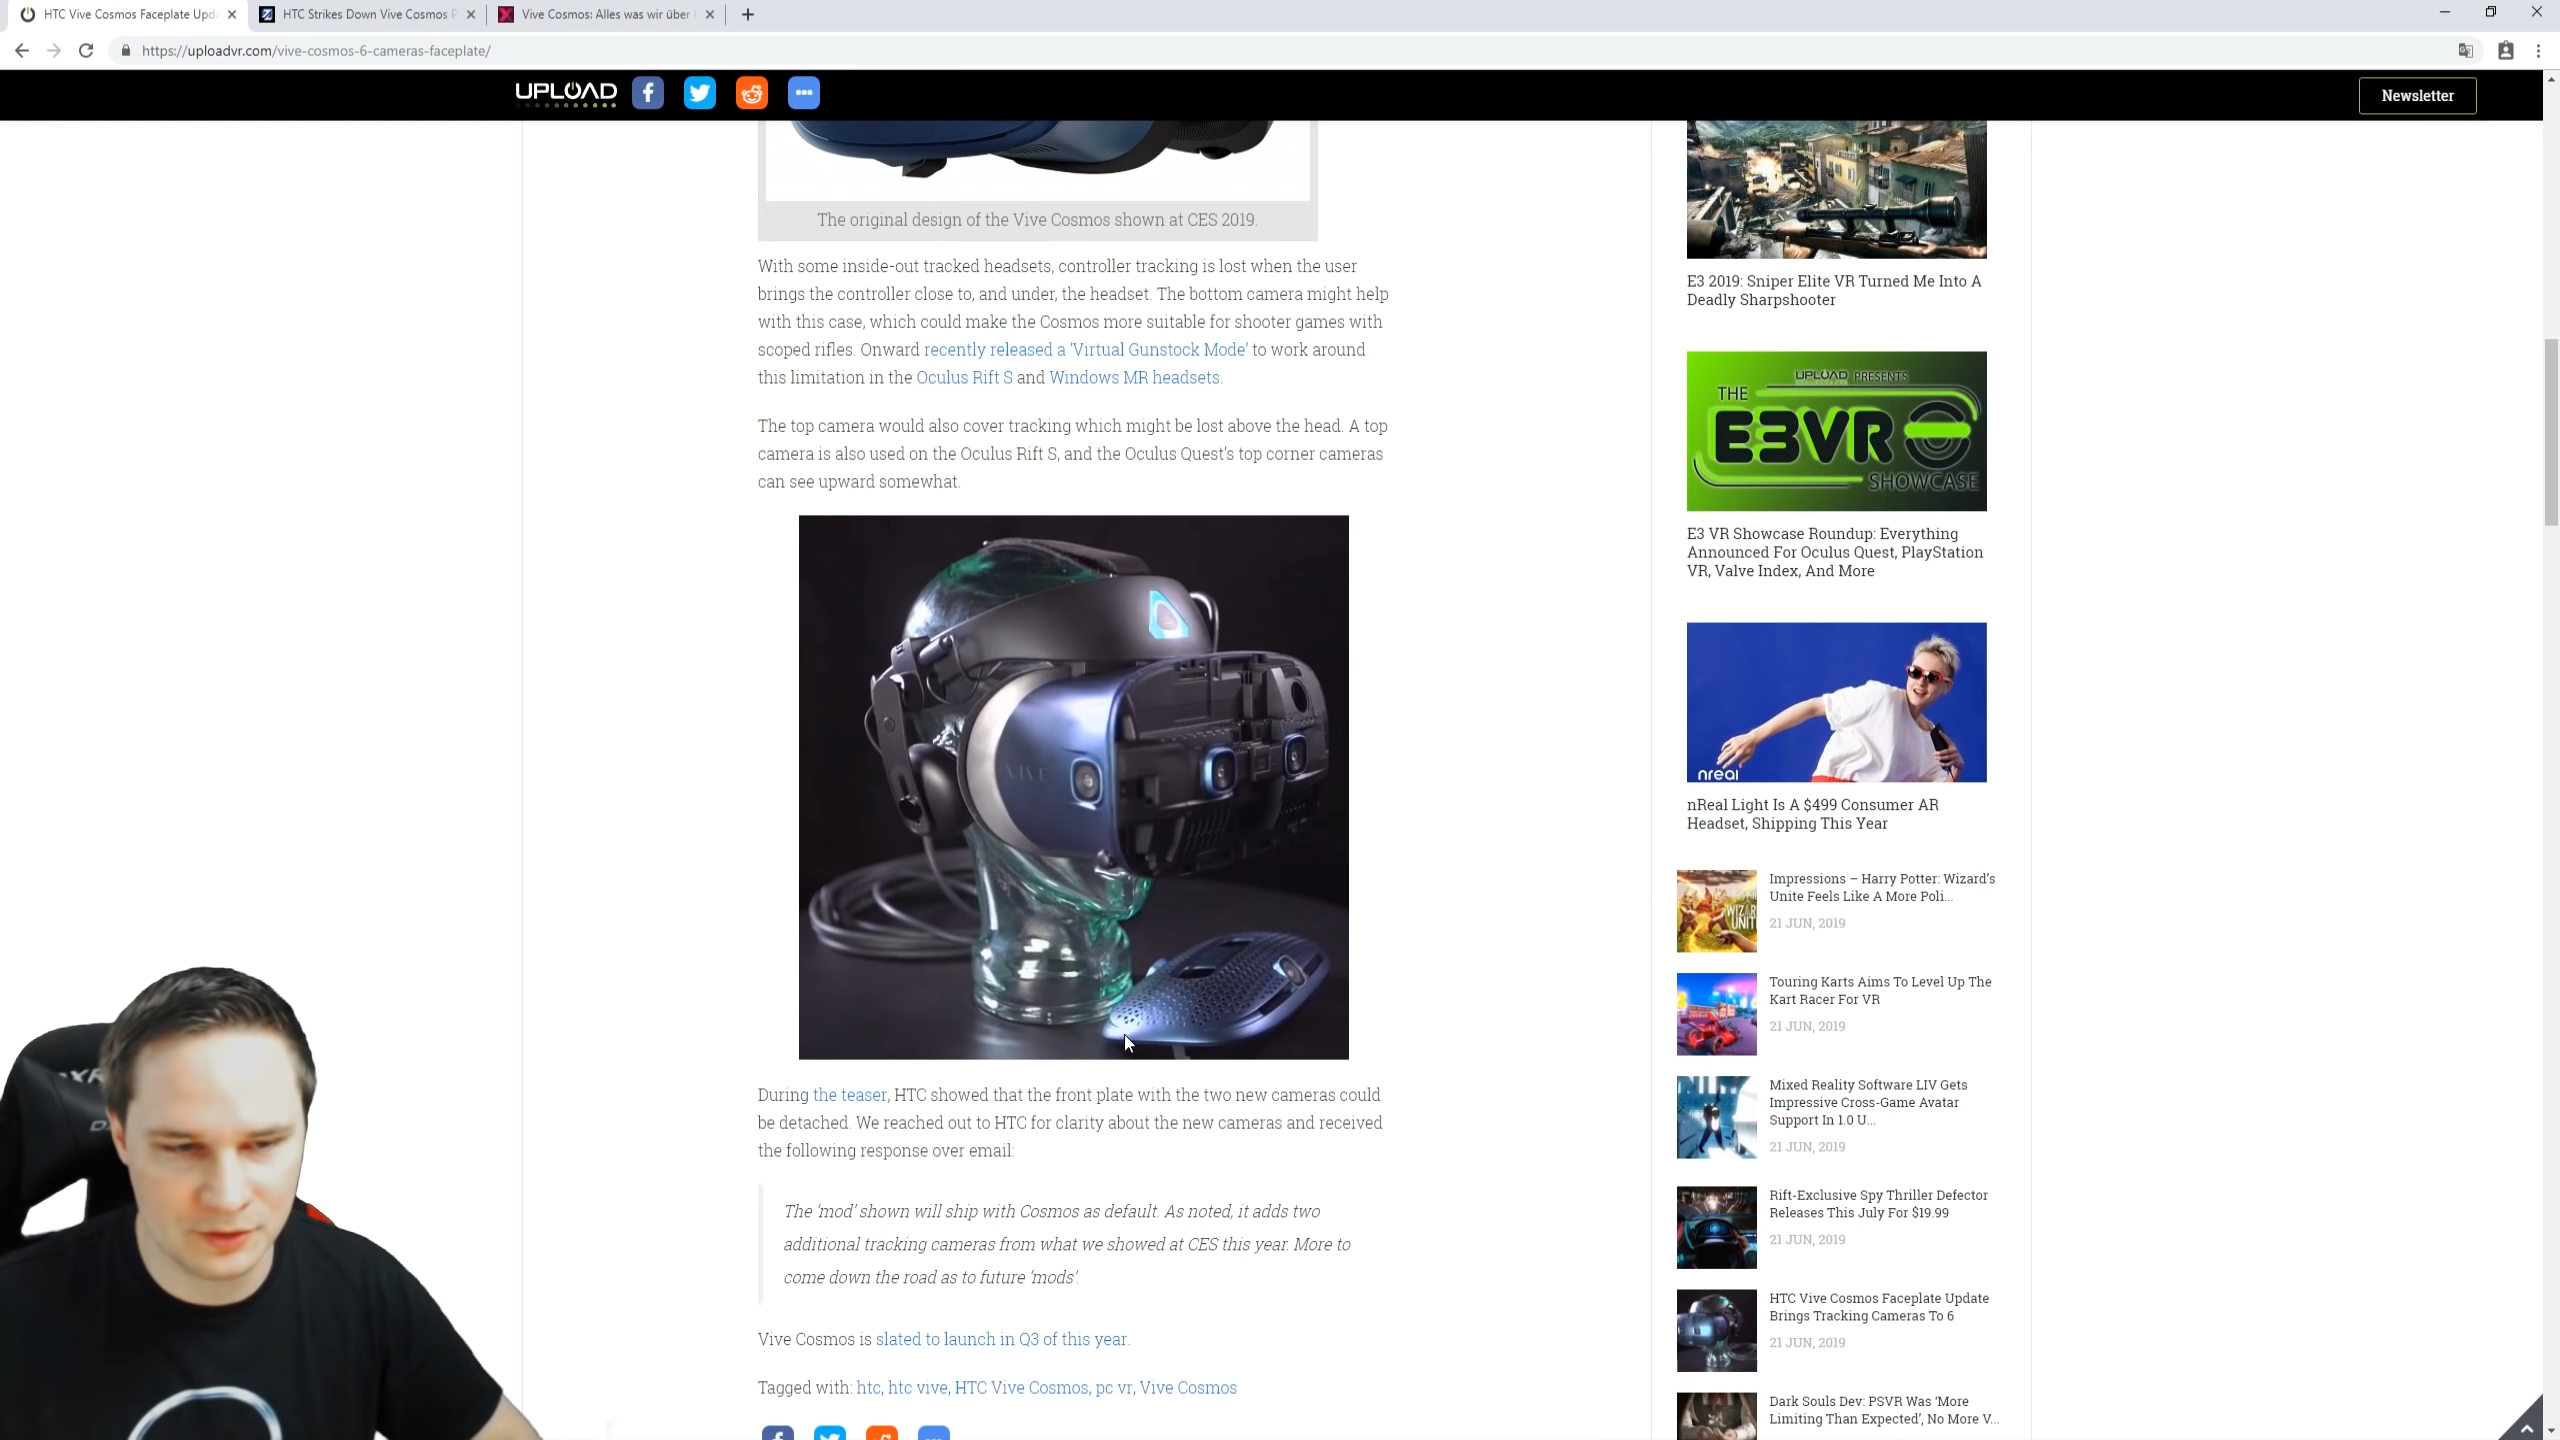 HTC Vive Cosmos Faceplate Upd
HTC Strikes Down Vive Cosmos P
Vive Cosmos: Alles was wir über
https://uploadvr.com/vive-cosmos-6-cameras-faceplate/
UPLOAD
Newsletter
The original design of the Vive Cosmos shown at CES 2019.
With some inside-out tracked headsets, controller tracking is lost when the user
brings the controller close to, and under, the headset. The bottom camera might help
with this case, which could make the Cosmos more suitable for shooter games with
scoped rifles. Onward recently released a ‘Virtual Gunstock Mode’ to work around
this limitation in the Oculus Rift S and Windows MR headsets.
The top camera would also cover tracking which might be lost above the head. A top
camera is also used on the Oculus Rift S, and the Oculus Quest’s top corner cameras
can see upward somewhat.
VIVE
During the teaser, HTC showed that the front plate with the two new cameras could
be detached. We reached out to HTC for clarity about the new cameras and received
the following response over email:
The ‘mod’ shown will ship with Cosmos as default. As noted, it adds two
additional tracking cameras from what we showed at CES this year. More to
come down the road as to future ‘mods’.
Vive Cosmos is slated to launch in Q3 of this year.
Tagged with: htc, htc vive, HTC Vive Cosmos, pc vr, Vive Cosmos
E3 2019: Sniper Elite VR Turned Me Into A
Deadly Sharpshooter
UPLOAD PRESENTS
THE
E3VR
SHOWCASE
E3 VR Showcase Roundup: Everything
Announced For Oculus Quest, PlayStation
VR, Valve Index, And More
nreal
nReal Light Is A $499 Consumer AR
Headset, Shipping This Year
Impressions – Harry Potter: Wizard’s
Unite Feels Like A More Poli...
21 JUN, 2019
Touring Karts Aims To Level Up The
Kart Racer For VR
21 JUN, 2019
Mixed Reality Software LIV Gets
Impressive Cross-Game Avatar
Support In 1.0 U...
21 JUN, 2019
Rift-Exclusive Spy Thriller Defector
Releases This July For $19.99
21 JUN, 2019
HTC Vive Cosmos Faceplate Update
Brings Tracking Cameras To 6
21 JUN, 2019
Dark Souls Dev: PSVR Was ‘More
Limiting Than Expected’, No More V...